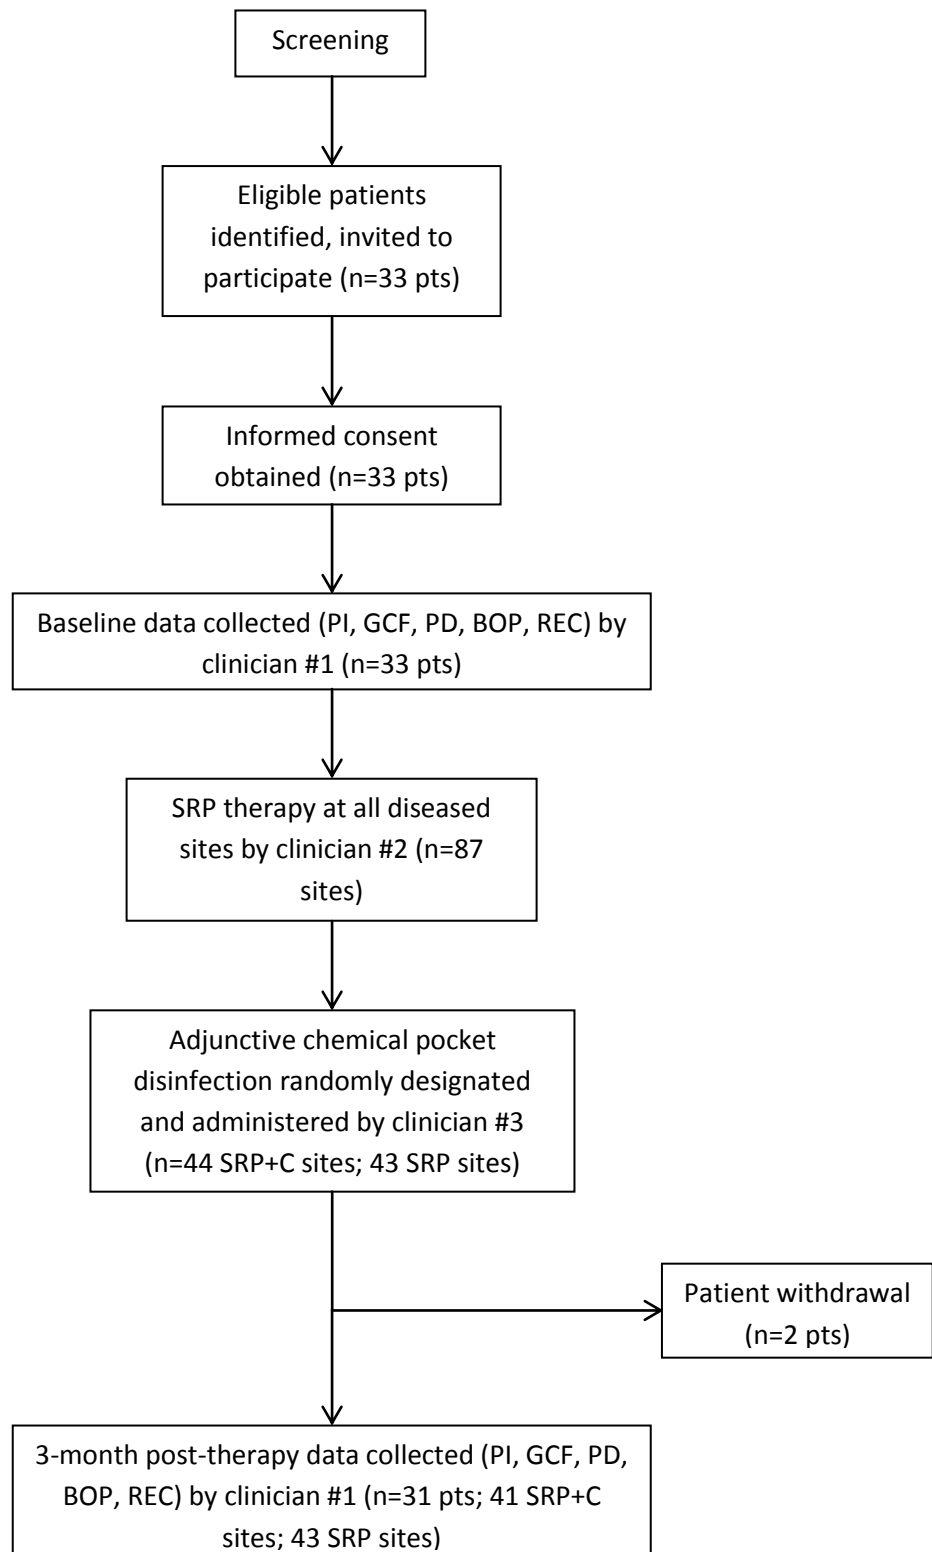 Screening
Eligible patients
identified, invited to
participate (n=33 pts)
Informed consent
obtained (n=33 pts)
Baseline data collected (PI, GCF, PD, BOP, REC) by
clinician #1 (n=33 pts)
SRP therapy at all diseased
sites by clinician #2 (n=87
sites)
Adjunctive chemical pocket
disinfection randomly designated
and administered by clinician #3
(n=44 SRP+C sites; 43 SRP sites)
Patient withdrawal
(n=2 pts)
3-month post-therapy data collected (PI, GCF, PD,
BOP, REC) by clinician #1 (n=31 pts; 41 SRP+C
sites; 43 SRP sites)